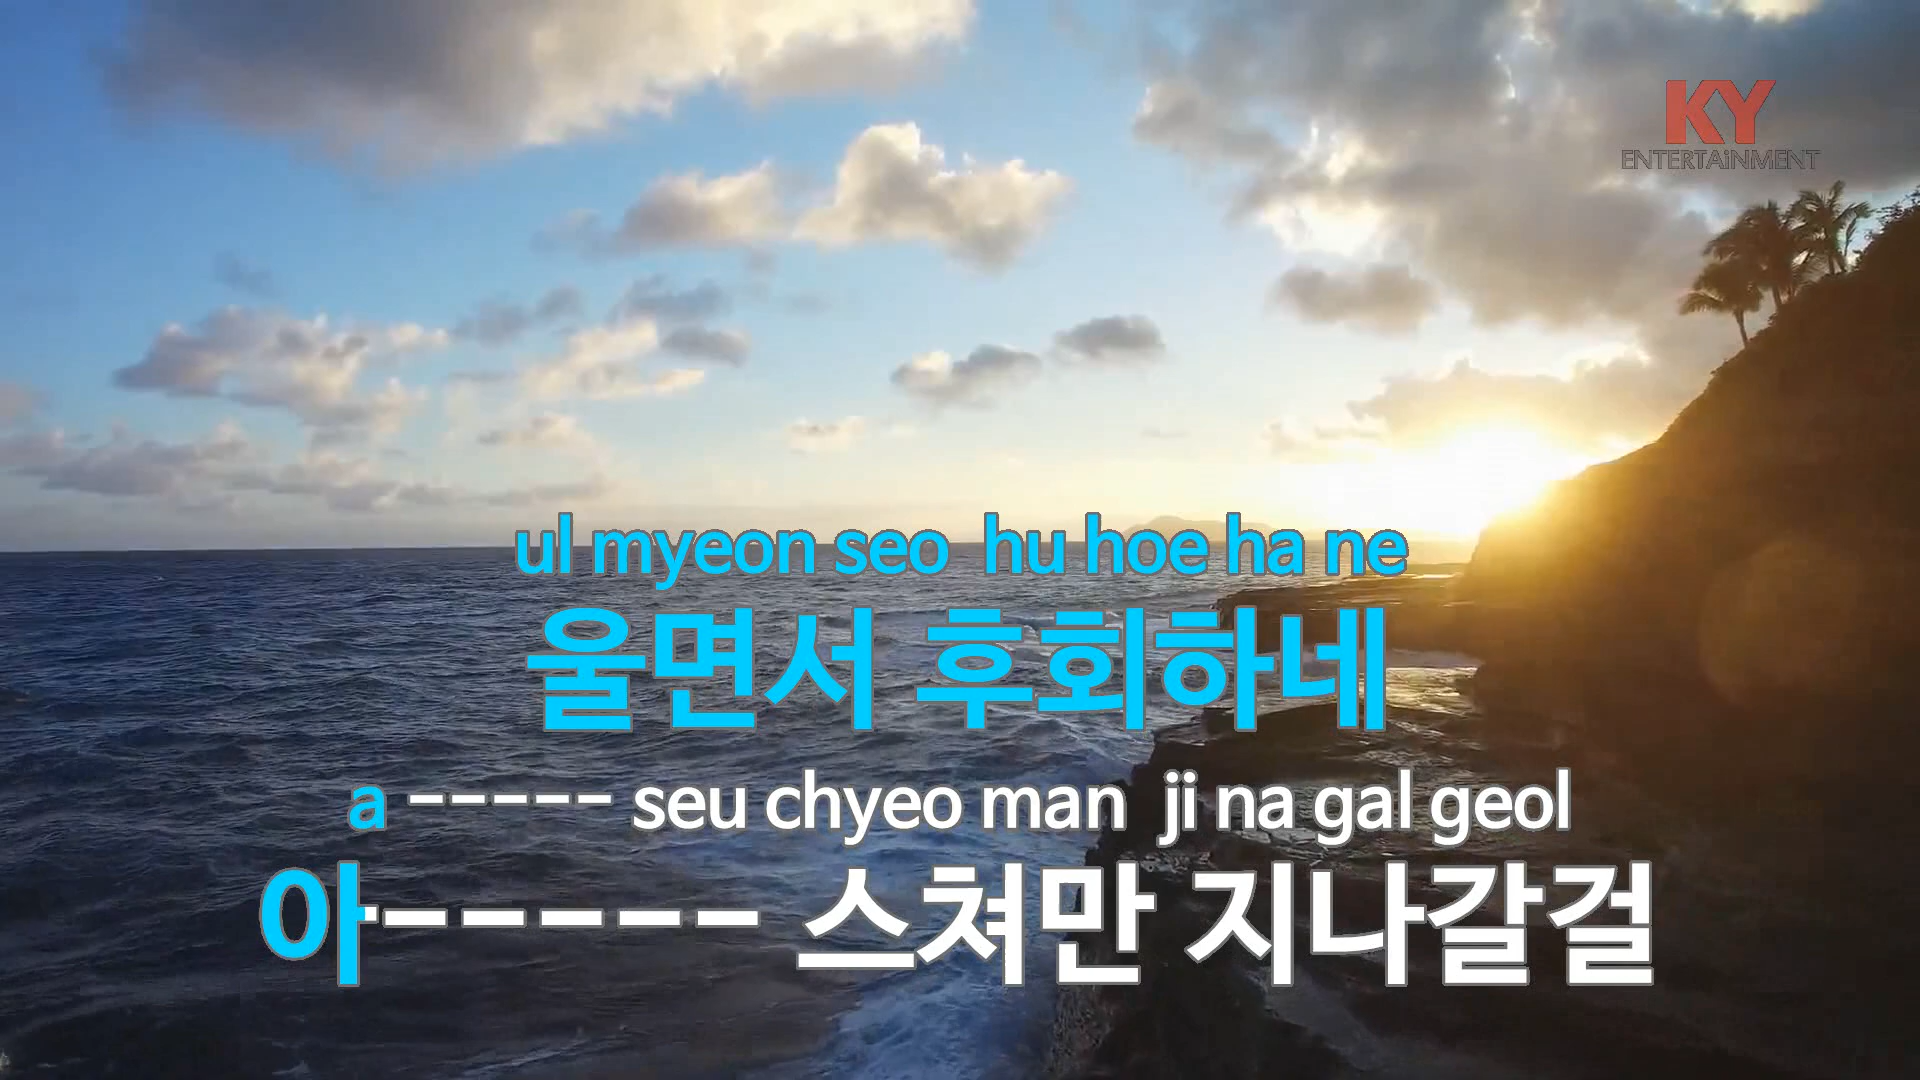 KY
ENTERTAiNMENT
ul myeon seo hu hoe ha ne
울면서 후회하네
a ----- seu chyeo man ji na gal geol
아----- 스쳐만 지나갈걸